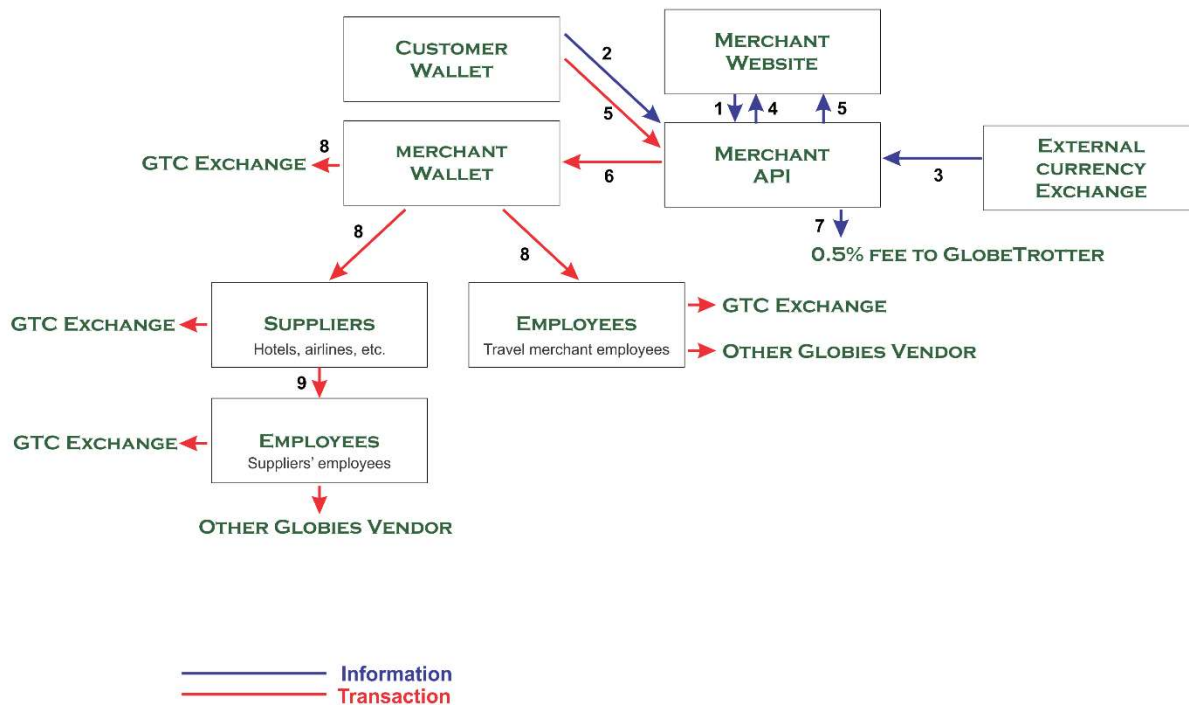 CUSTOMER
WALLET
2
5
MERCHANT
WEBSITE
1
4
5
8
GTC EXCHANGE
MERCHANT
WALLET
6
MERCHANT
API
3
EXTERNAL
CURRENCY
EXCHANGE
7
0.5% FEE TO GLOBETROTTER
8
8
GTC EXCHANGE
SUPPLIERS
Hotels, airlines, etc.
EMPLOYEES
Travel merchant employees
GTC EXCHANGE
OTHER GLOBIES VENDOR
9
GTC EXCHANGE
EMPLOYEES
Suppliers' employees
OTHER GLOBIES VENDOR
Information
Transaction